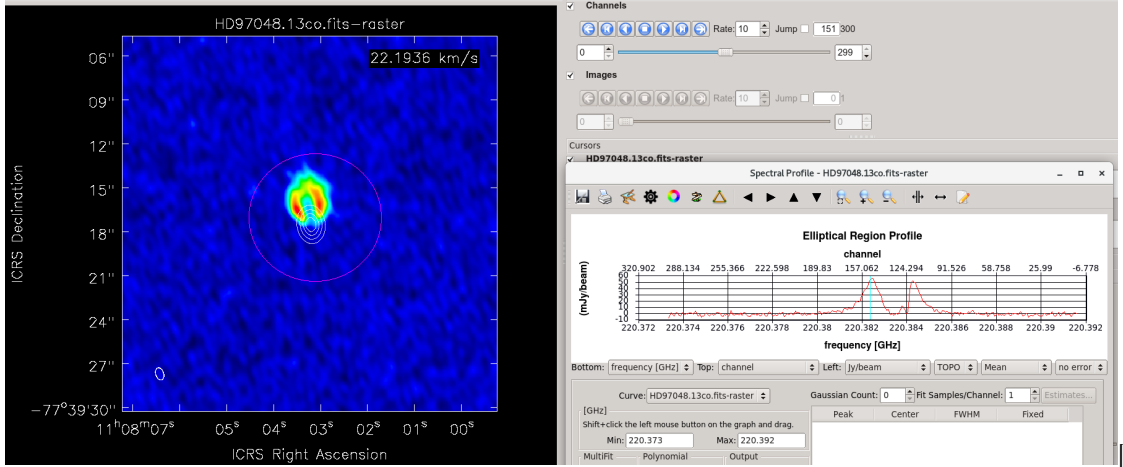 HD97048.13co.fits-raster
22.1936 km/s
06"
09"
12"
15"
18"
21"
24"
27"
-77°39'30"
11h08m07s 05s 04s 03s 02s 01s 00s
ICRS Declination
ICRS Right Ascension
Channels
Rate: 10 Jump 151 300
0 299
Images
Rate: 10 Jump 0 1
0 0
Cursors
HD97048.13co.fits-raster
Spectral Profile - HD97048.13co.fits-raster
Elliptical Region Profile
channel
320.902 288.134 255.366 222.598 189.83 157.062 124.294 91.526 58.758 25.99 -6.778
60
50
40
30
20
10
0
-10
(mJy/beam)
220.372 220.374 220.376 220.378 220.38 220.382 220.384 220.386 220.388 220.39 220.392
frequency [GHz]
Bottom: frequency [GHz] Top: channel Left: Jy/beam TOPO Mean no error
Curve: HD97048.13co.fits-raster Gaussian Count: 0 Fit Samples/Channel: 1 Estimates...
[GHz] Peak Center FWHM Fixed
Shift+click the left mouse button on the graph and drag.
Min: 220.373 Max: 220.392
MultiFit Polynomial Output